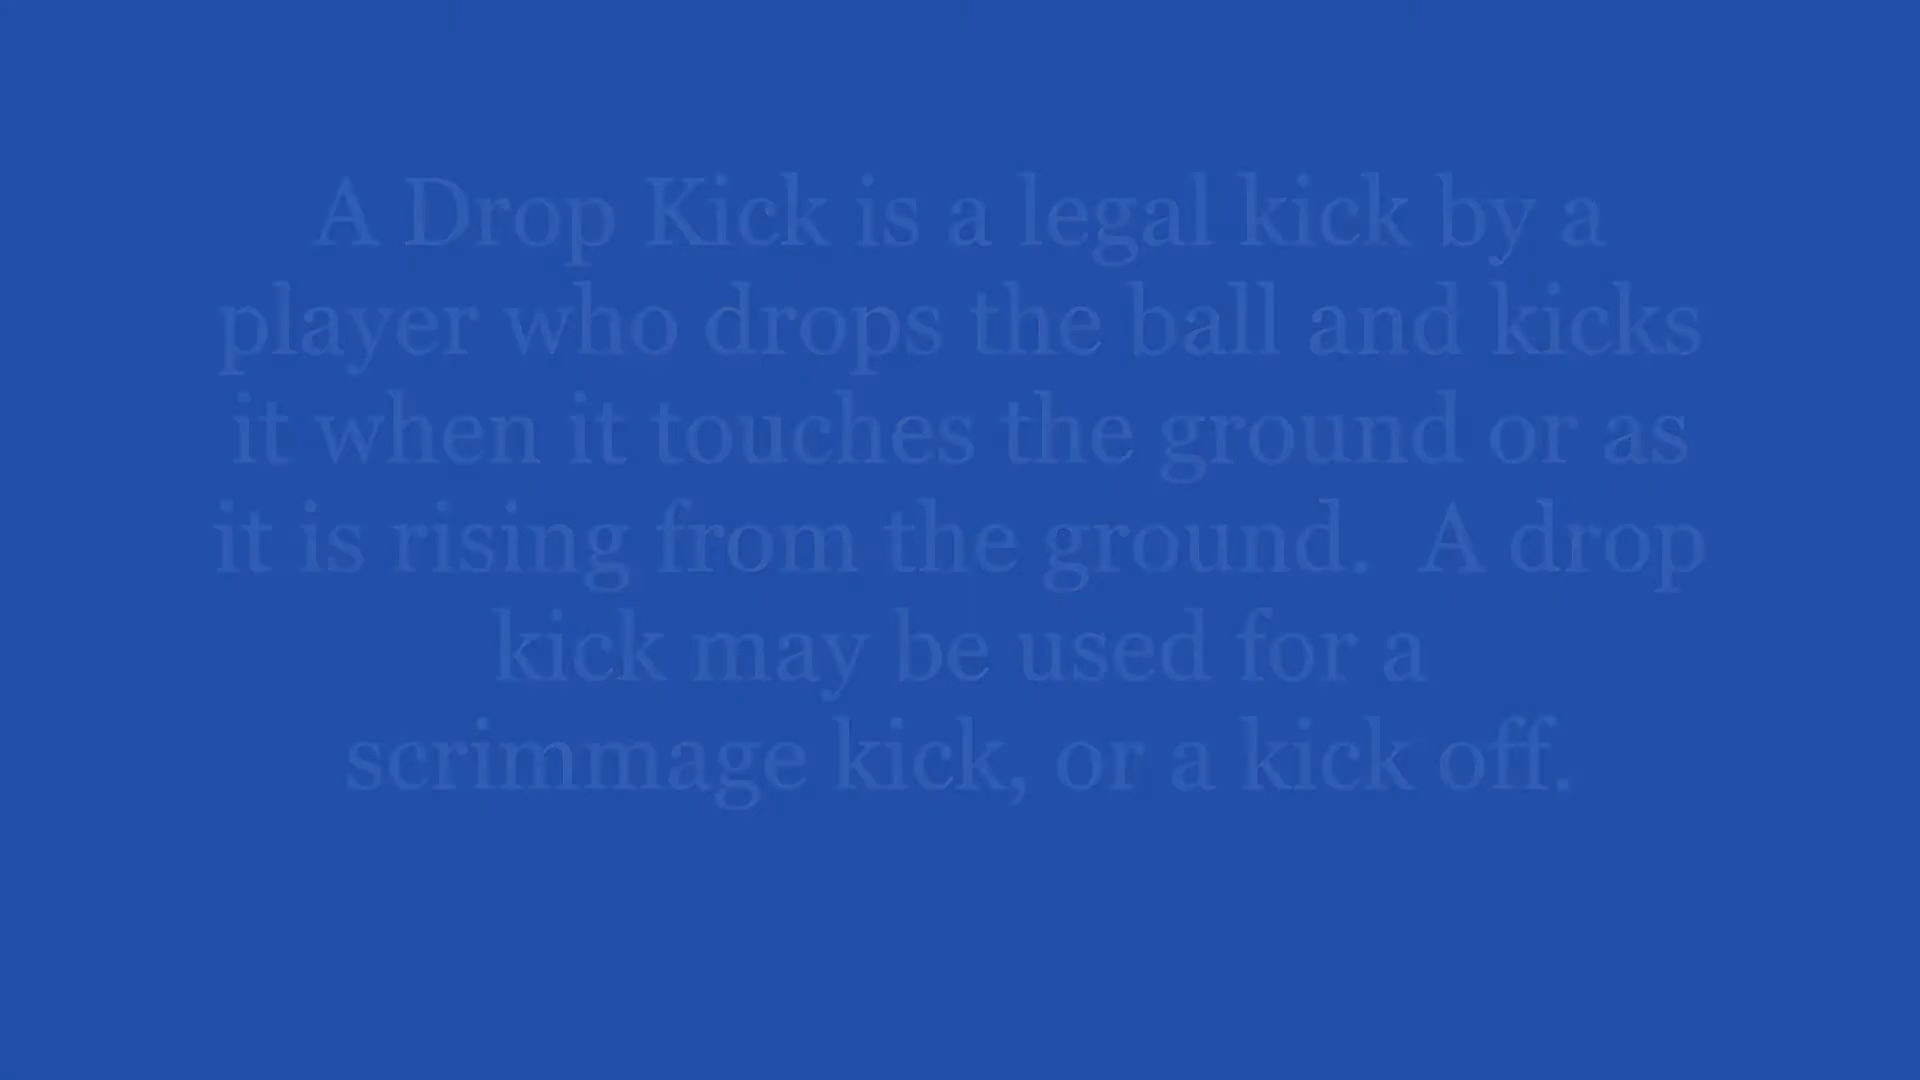 A Drop Kick is a legal kick by a
player who drops the ball and kicks
it when it touches the ground or as
it is rising from the ground.  A drop
kick may be used for a
scrimmage kick, or a kick off.